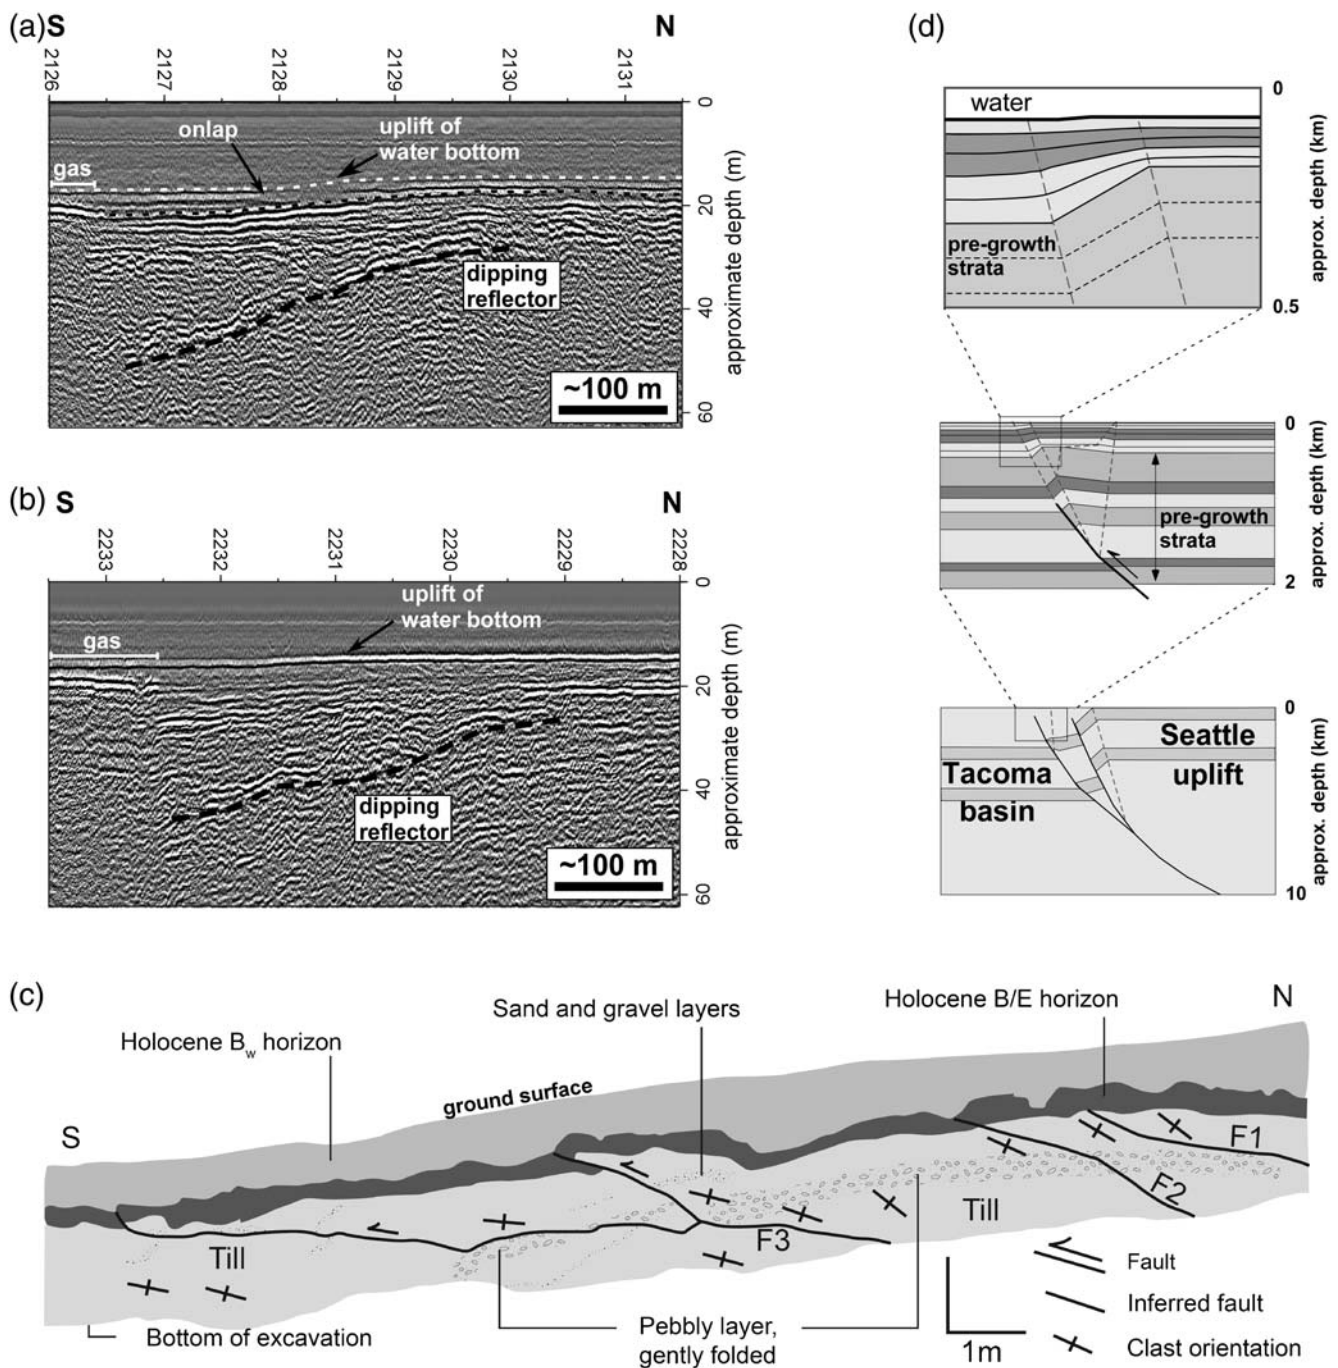 (a)
S
N
2126
2127
2128
2129
2130
2131
onlap
uplift of
water bottom
gas
dipping
reflector
~100 m
0
20
40
60
approximate depth (m)
(b)
S
N
2233
2232
2231
2230
2229
2228
uplift of
water bottom
gas
dipping
reflector
~100 m
0
20
40
60
approximate depth (m)
(d)
water
pre-growth
strata
0
0.5
approx. depth (km)
pre-growth
strata
0
2
approx. depth (km)
Tacoma
basin
Seattle
uplift
0
10
approx. depth (km)
(c)
Sand and gravel layers
Holocene B/E horizon
N
Holocene Bw horizon
ground surface
S
F1
F2
F3
Till
Till
Bottom of excavation
Pebbly layer,
gently folded
1m
Fault
Inferred fault
Clast orientation